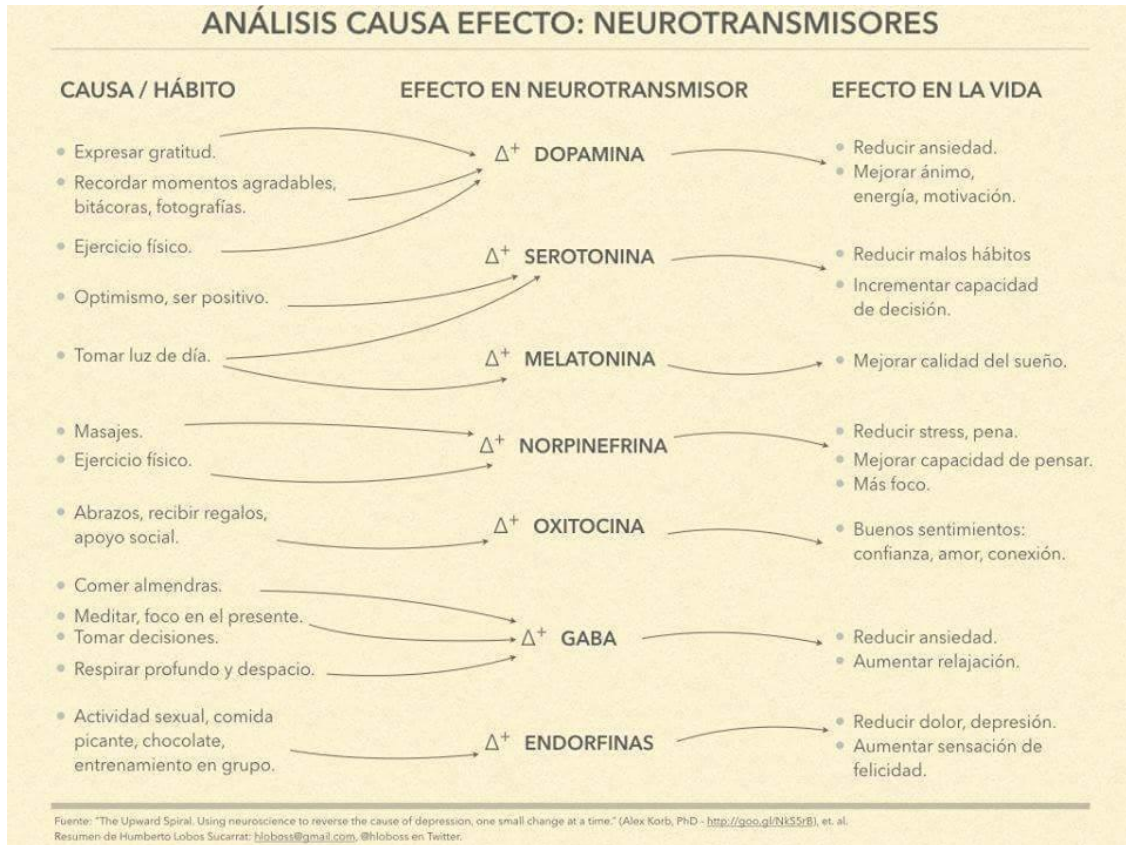 ANÁLISIS CAUSA EFECTO: NEUROTRANSMISORES
CAUSA / HÁBITO
EFECTO EN NEUROTRANSMISOR
EFECTO EN LA VIDA
Expresar gratitud.
Recordar momentos agradables,
bitácoras, fotografías.
Ejercicio físico.
Δ+ DOPAMINA
Reducir ansiedad.
Mejorar ánimo,
energía, motivación.
Optimismo, ser positivo.
Δ+ SEROTONINA
Reducir malos hábitos
Incrementar capacidad
de decisión.
Tomar luz de día.
Δ+ MELATONINA
Mejorar calidad del sueño.
Masajes.
Ejercicio físico.
Δ+ NORPINEFRINA
Reducir stress, pena.
Mejorar capacidad de pensar.
Más foco.
Abrazos, recibir regalos,
apoyo social.
Δ+ OXITOCINA
Buenos sentimientos:
confianza, amor, conexión.
Comer almendras.
Meditar, foco en el presente.
Tomar decisiones.
Respirar profundo y despacio.
Δ+ GABA
Reducir ansiedad.
Aumentar relajación.
Actividad sexual, comida
picante, chocolate,
entrenamiento en grupo.
Δ+ ENDORFINAS
Reducir dolor, depresión.
Aumentar sensación de
felicidad.
Fuente: "The Upward Spiral. Using neuroscience to reverse the cause of depression, one small change at a time." (Alex Korb, PhD - http://goo.gl/NkS5rB), et. al.
Resumen de Humberto Lobos Sucarrat: hloboss@gmail.com, @hloboss en Twitter.